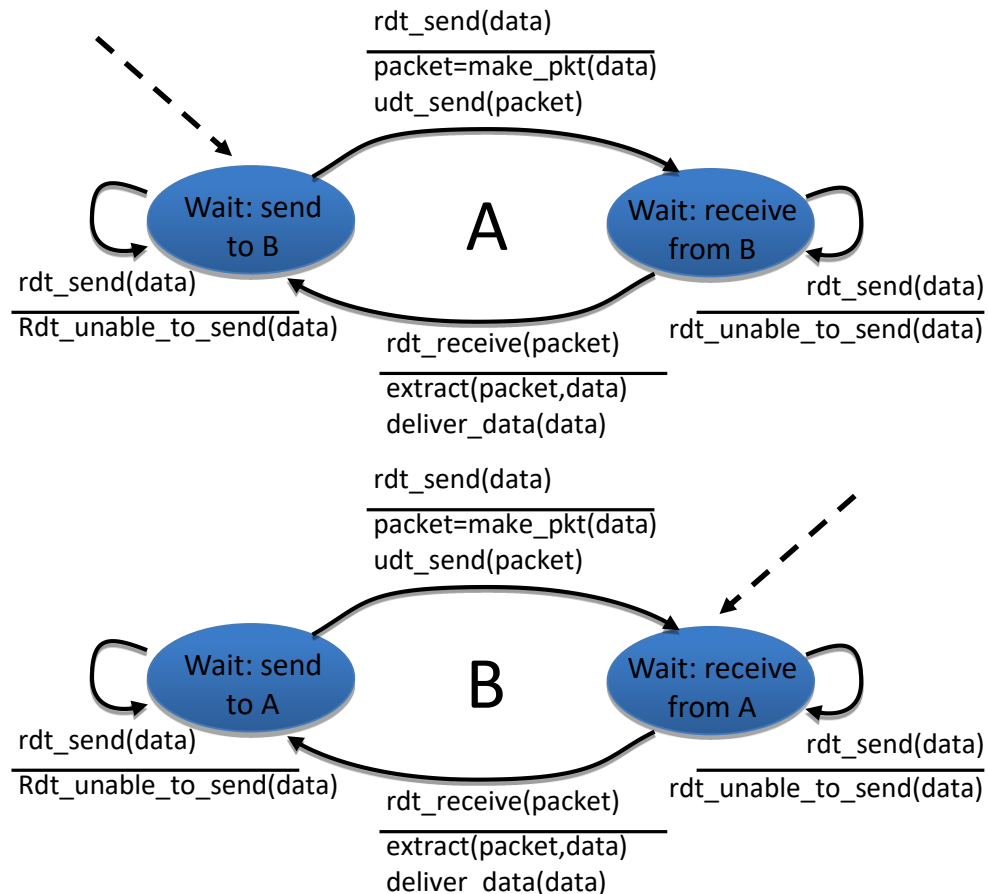 rdt_send(data)
packet=make_pkt(data)
udt_send(packet)
Wait: send
to B
A
Wait: receive
from B
rdt_send(data)
Rdt_unable_to_send(data)
rdt_send(data)
rdt_unable_to_send(data)
rdt_receive(packet)
extract(packet,data)
deliver_data(data)
rdt_send(data)
packet=make_pkt(data)
udt_send(packet)
Wait: send
to A
B
Wait: receive
from A
rdt_send(data)
Rdt_unable_to_send(data)
rdt_send(data)
rdt_unable_to_send(data)
rdt_receive(packet)
extract(packet,data)
deliver_data(data)